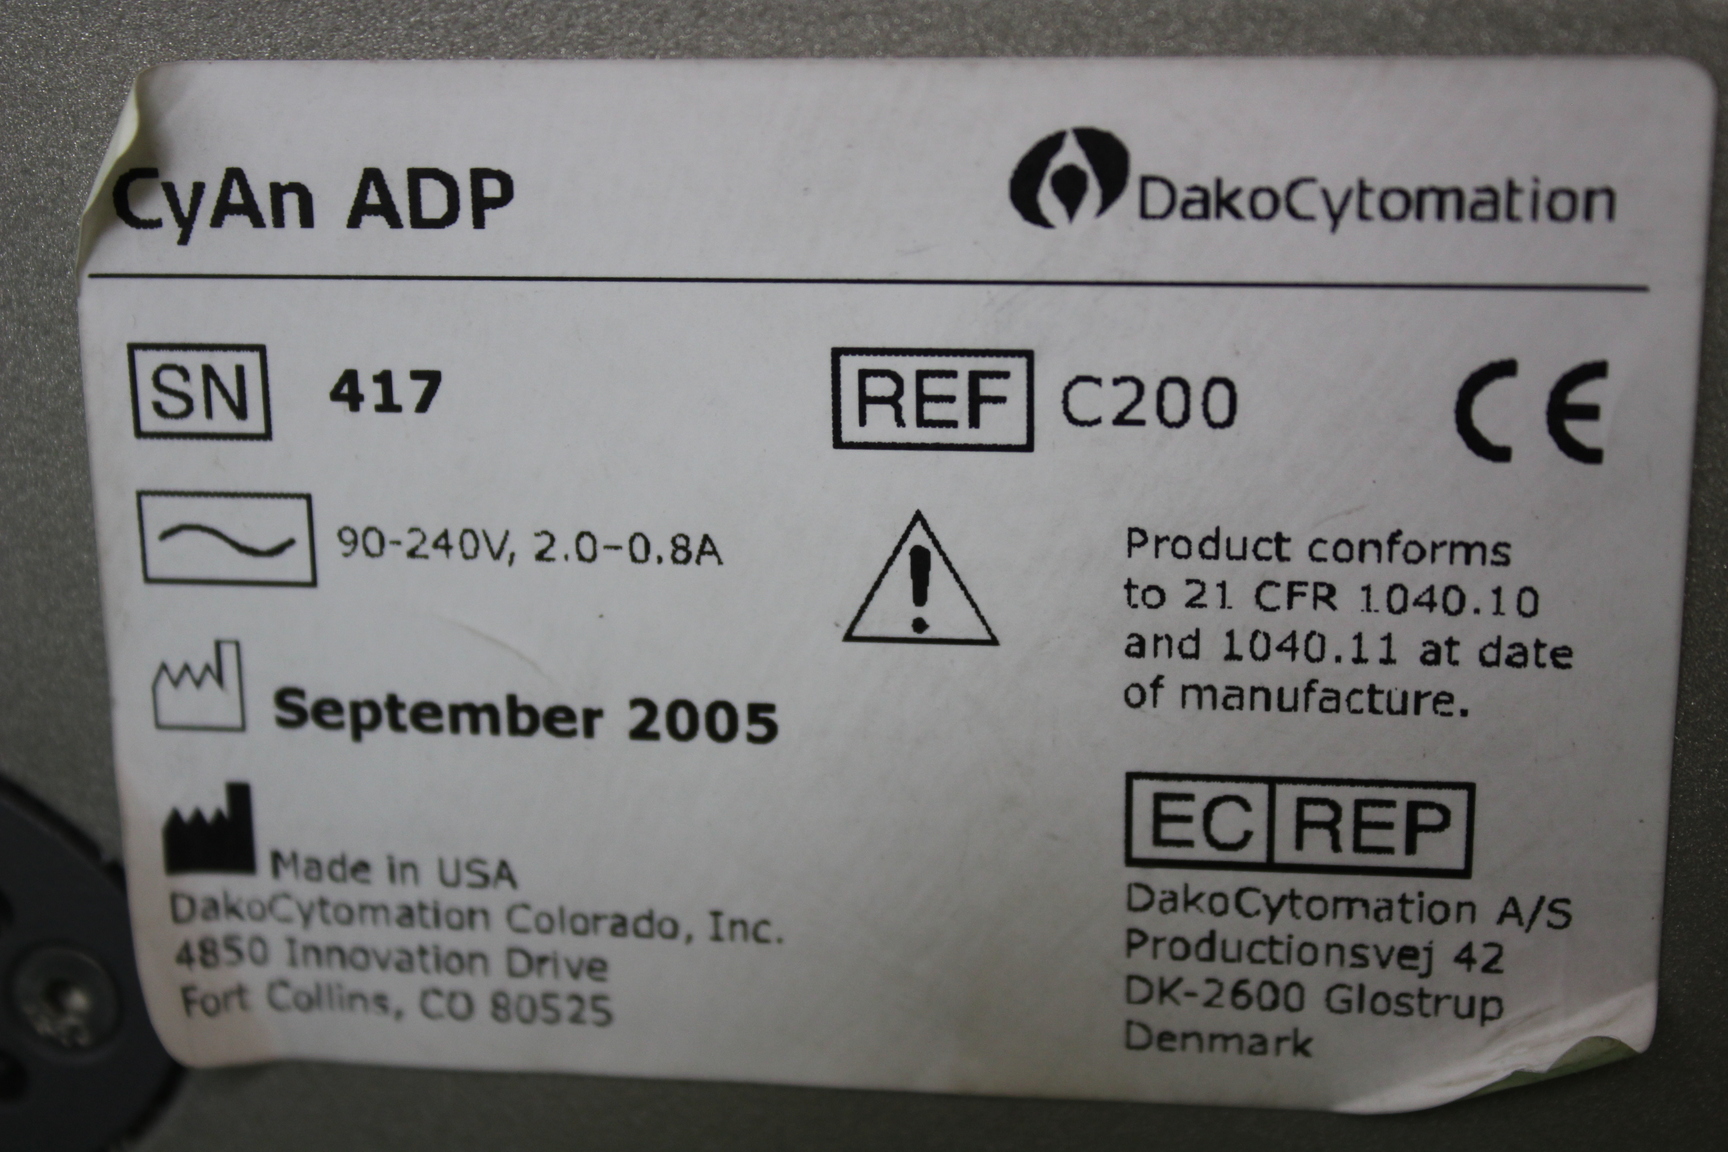 CyAn ADP
DakoCytomation
SN 417
REF C200
CE
90-240V, 2.0-0.8A
Product conforms
to 21 CFR 1040.10
and 1040.11 at date
of manufacture.
September 2005
Made in USA
DakoCytomation Colorado, Inc.
4850 Innovation Drive
Fort Collins, CO 80525
EC REP
DakoCytomation A/S
Productionsvej 42
DK-2600 Glostrup
Denmark